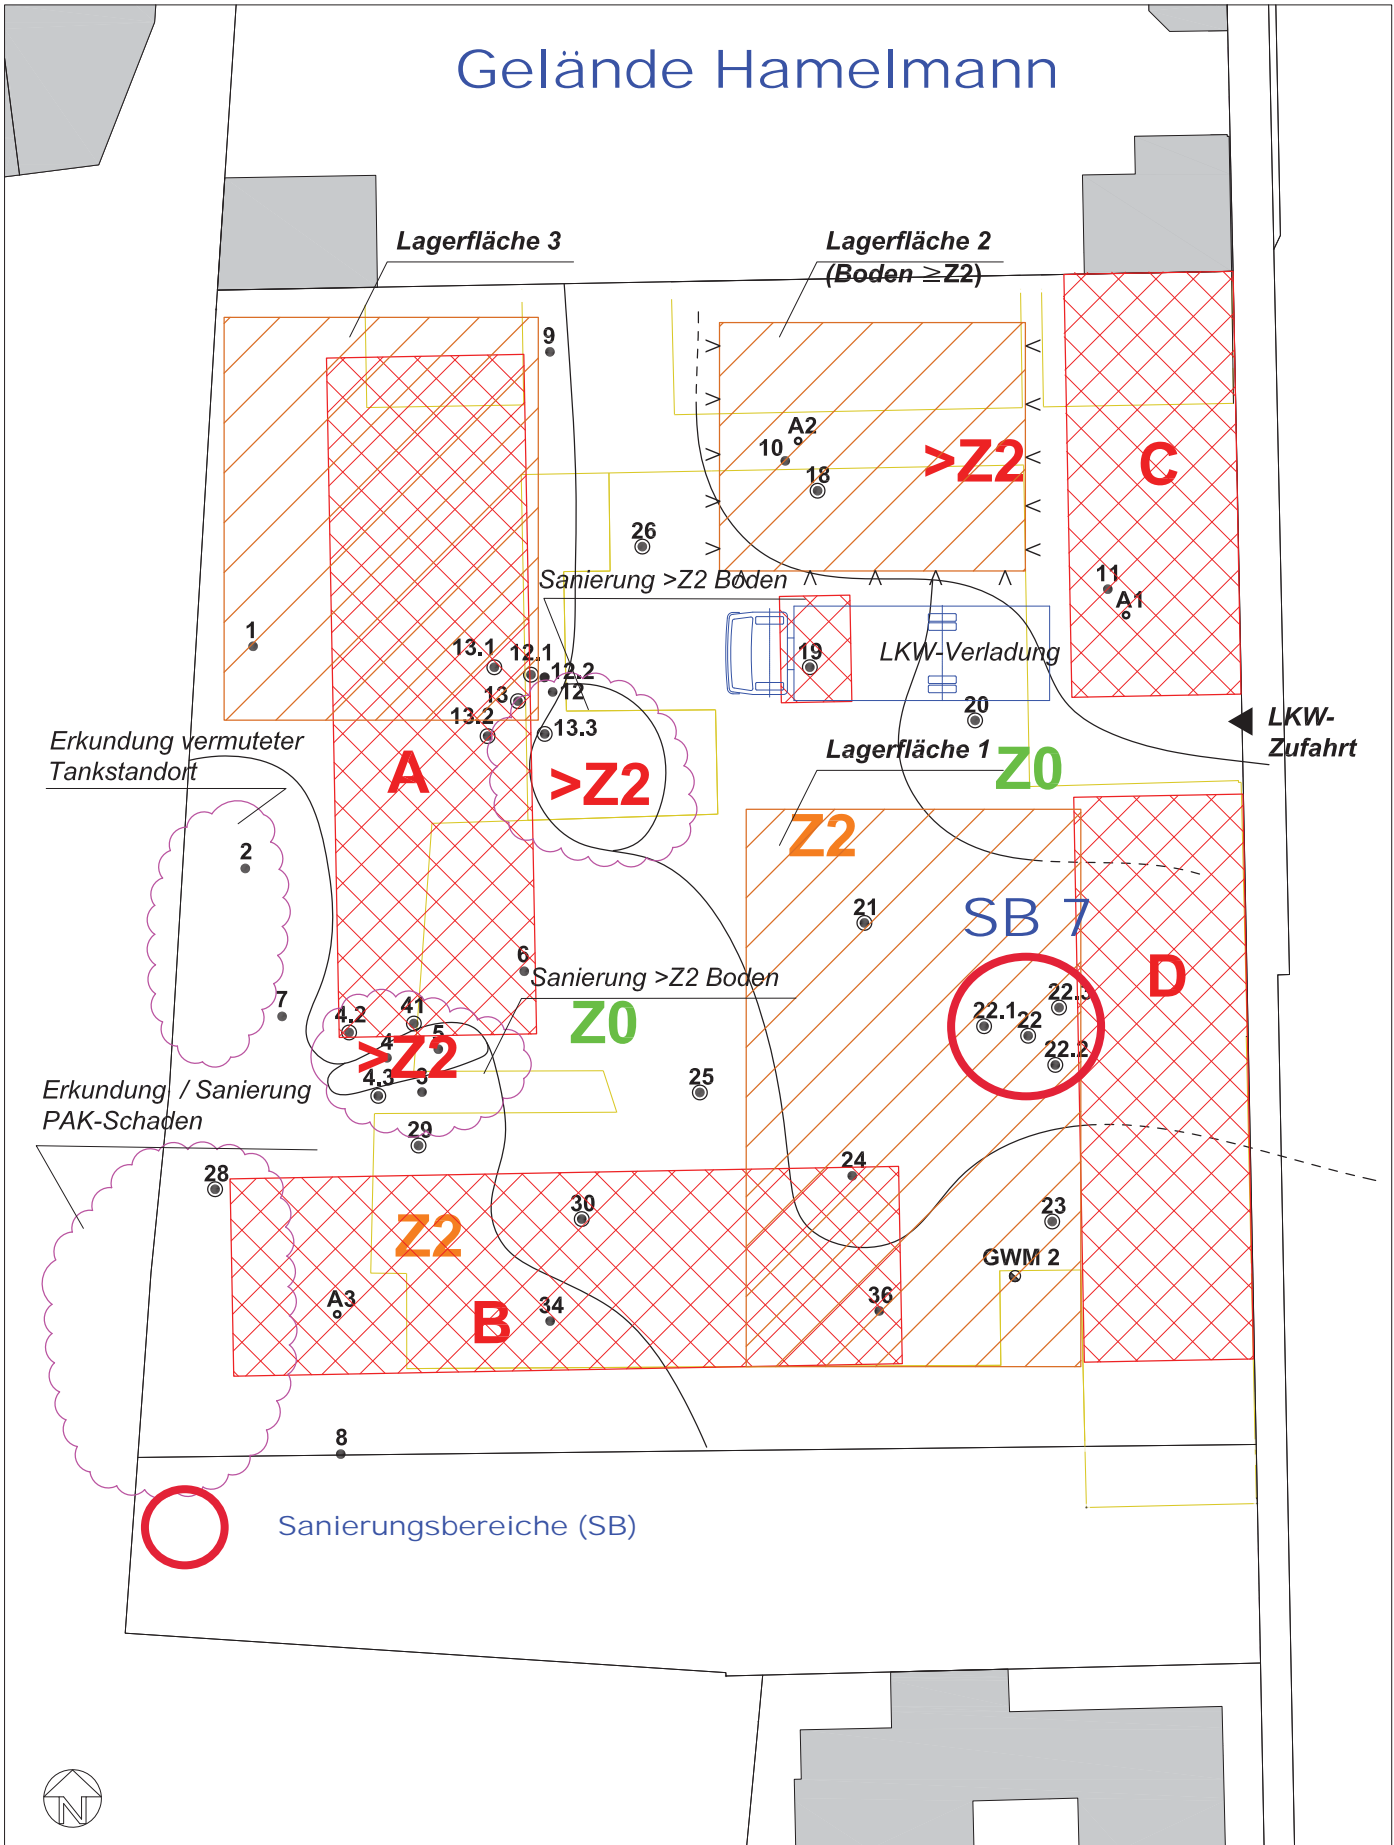 Gelände Hamelmann
Lagerfläche 3
Lagerfläche 2
(Boden ≥Z2)
9
A2
10
>Z2
C
18
26
Sanierung >Z2 Boden
11
A1
1
13.1
12.1
12.2
19
LKW-Verladung
13
12
13.2
13.3
20
LKW-
Zufahrt
Erkundung vermuteter
Tankstandort
A
>Z2
Lagerfläche 1
Z0
Z2
2
21
SB 7
6
Sanierung >Z2 Boden
D
7
4.2
41
Z0
22.1
22
22.3
4
5
>Z2
22.2
4.3
3
25
Erkundung / Sanierung
PAK-Schaden
29
28
24
30
23
Z2
GWM 2
A3
34
B
36
8
Sanierungsbereiche (SB)
N